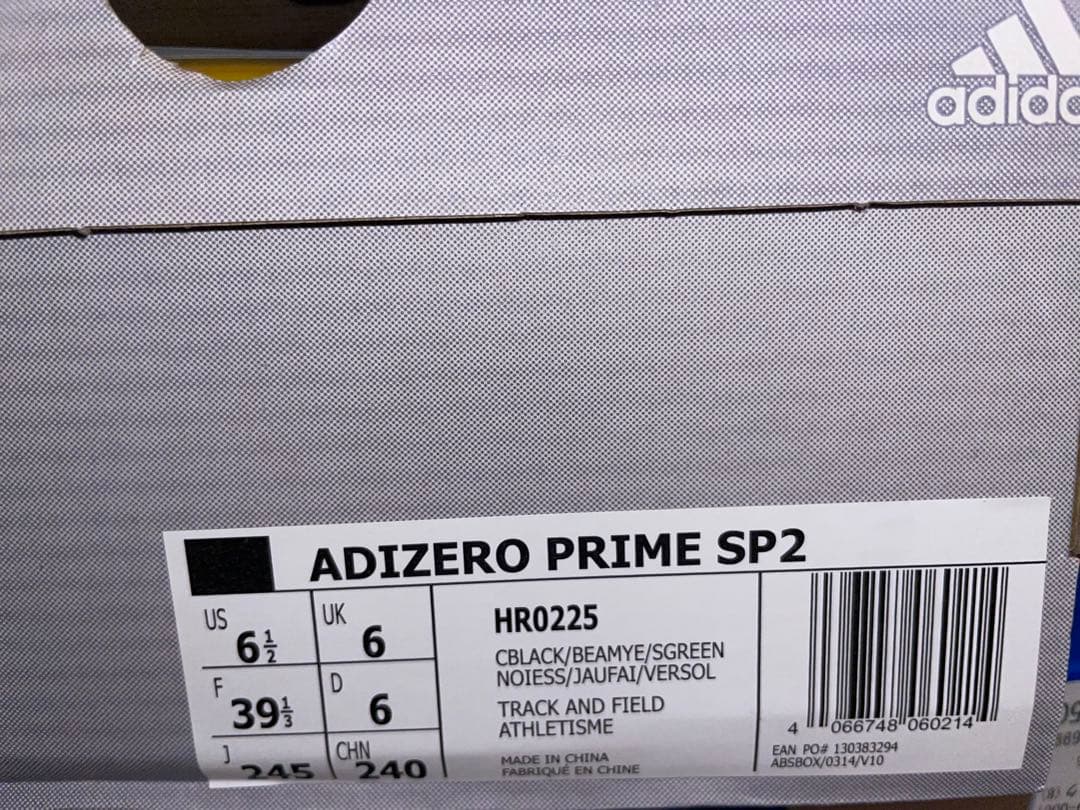 adida
ADIZERO PRIME SP2
US 6½
UK 6
F 39⅓
D 6
J 245
CHN 240
HR0225
CBLACK/BEAMYE/SGREEN
NOIESS/JAUFAI/VERSOL
TRACK AND FIELD
ATHLETISME
MADE IN CHINA
FABRIQUÉ EN CHINE
4 066748 060214
EAN PO# 130383294
ABSBOX/0314/V10